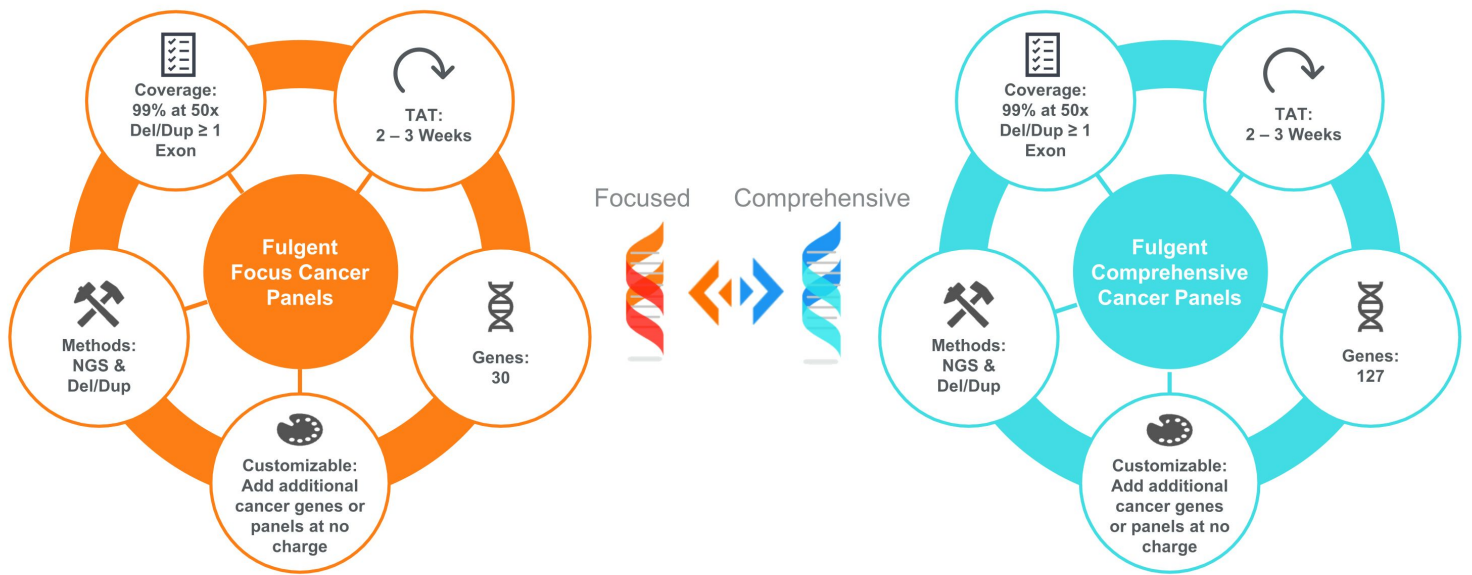 Coverage:
99% at 50x
Del/Dup ≥ 1
Exon
TAT:
2 – 3 Weeks
Fulgent
Focus Cancer
Panels
Methods:
NGS &
Del/Dup
Genes:
30
Customizable:
Add additional
cancer genes or
panels at no
charge
Focused
Comprehensive
Coverage:
99% at 50x
Del/Dup ≥ 1
Exon
TAT:
2 – 3 Weeks
Fulgent
Comprehensive
Cancer Panels
Methods:
NGS &
Del/Dup
Genes:
127
Customizable:
Add additional
cancer genes
or panels at no
charge